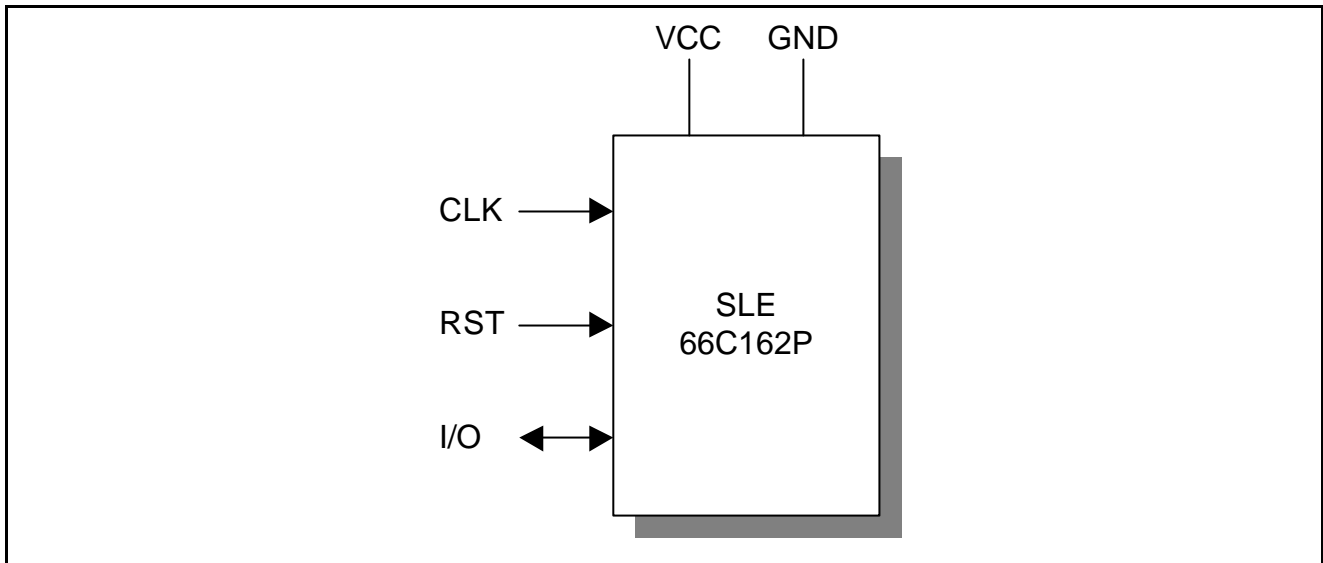 VCC GND
CLK
RST
SLE
66C162P
I/O